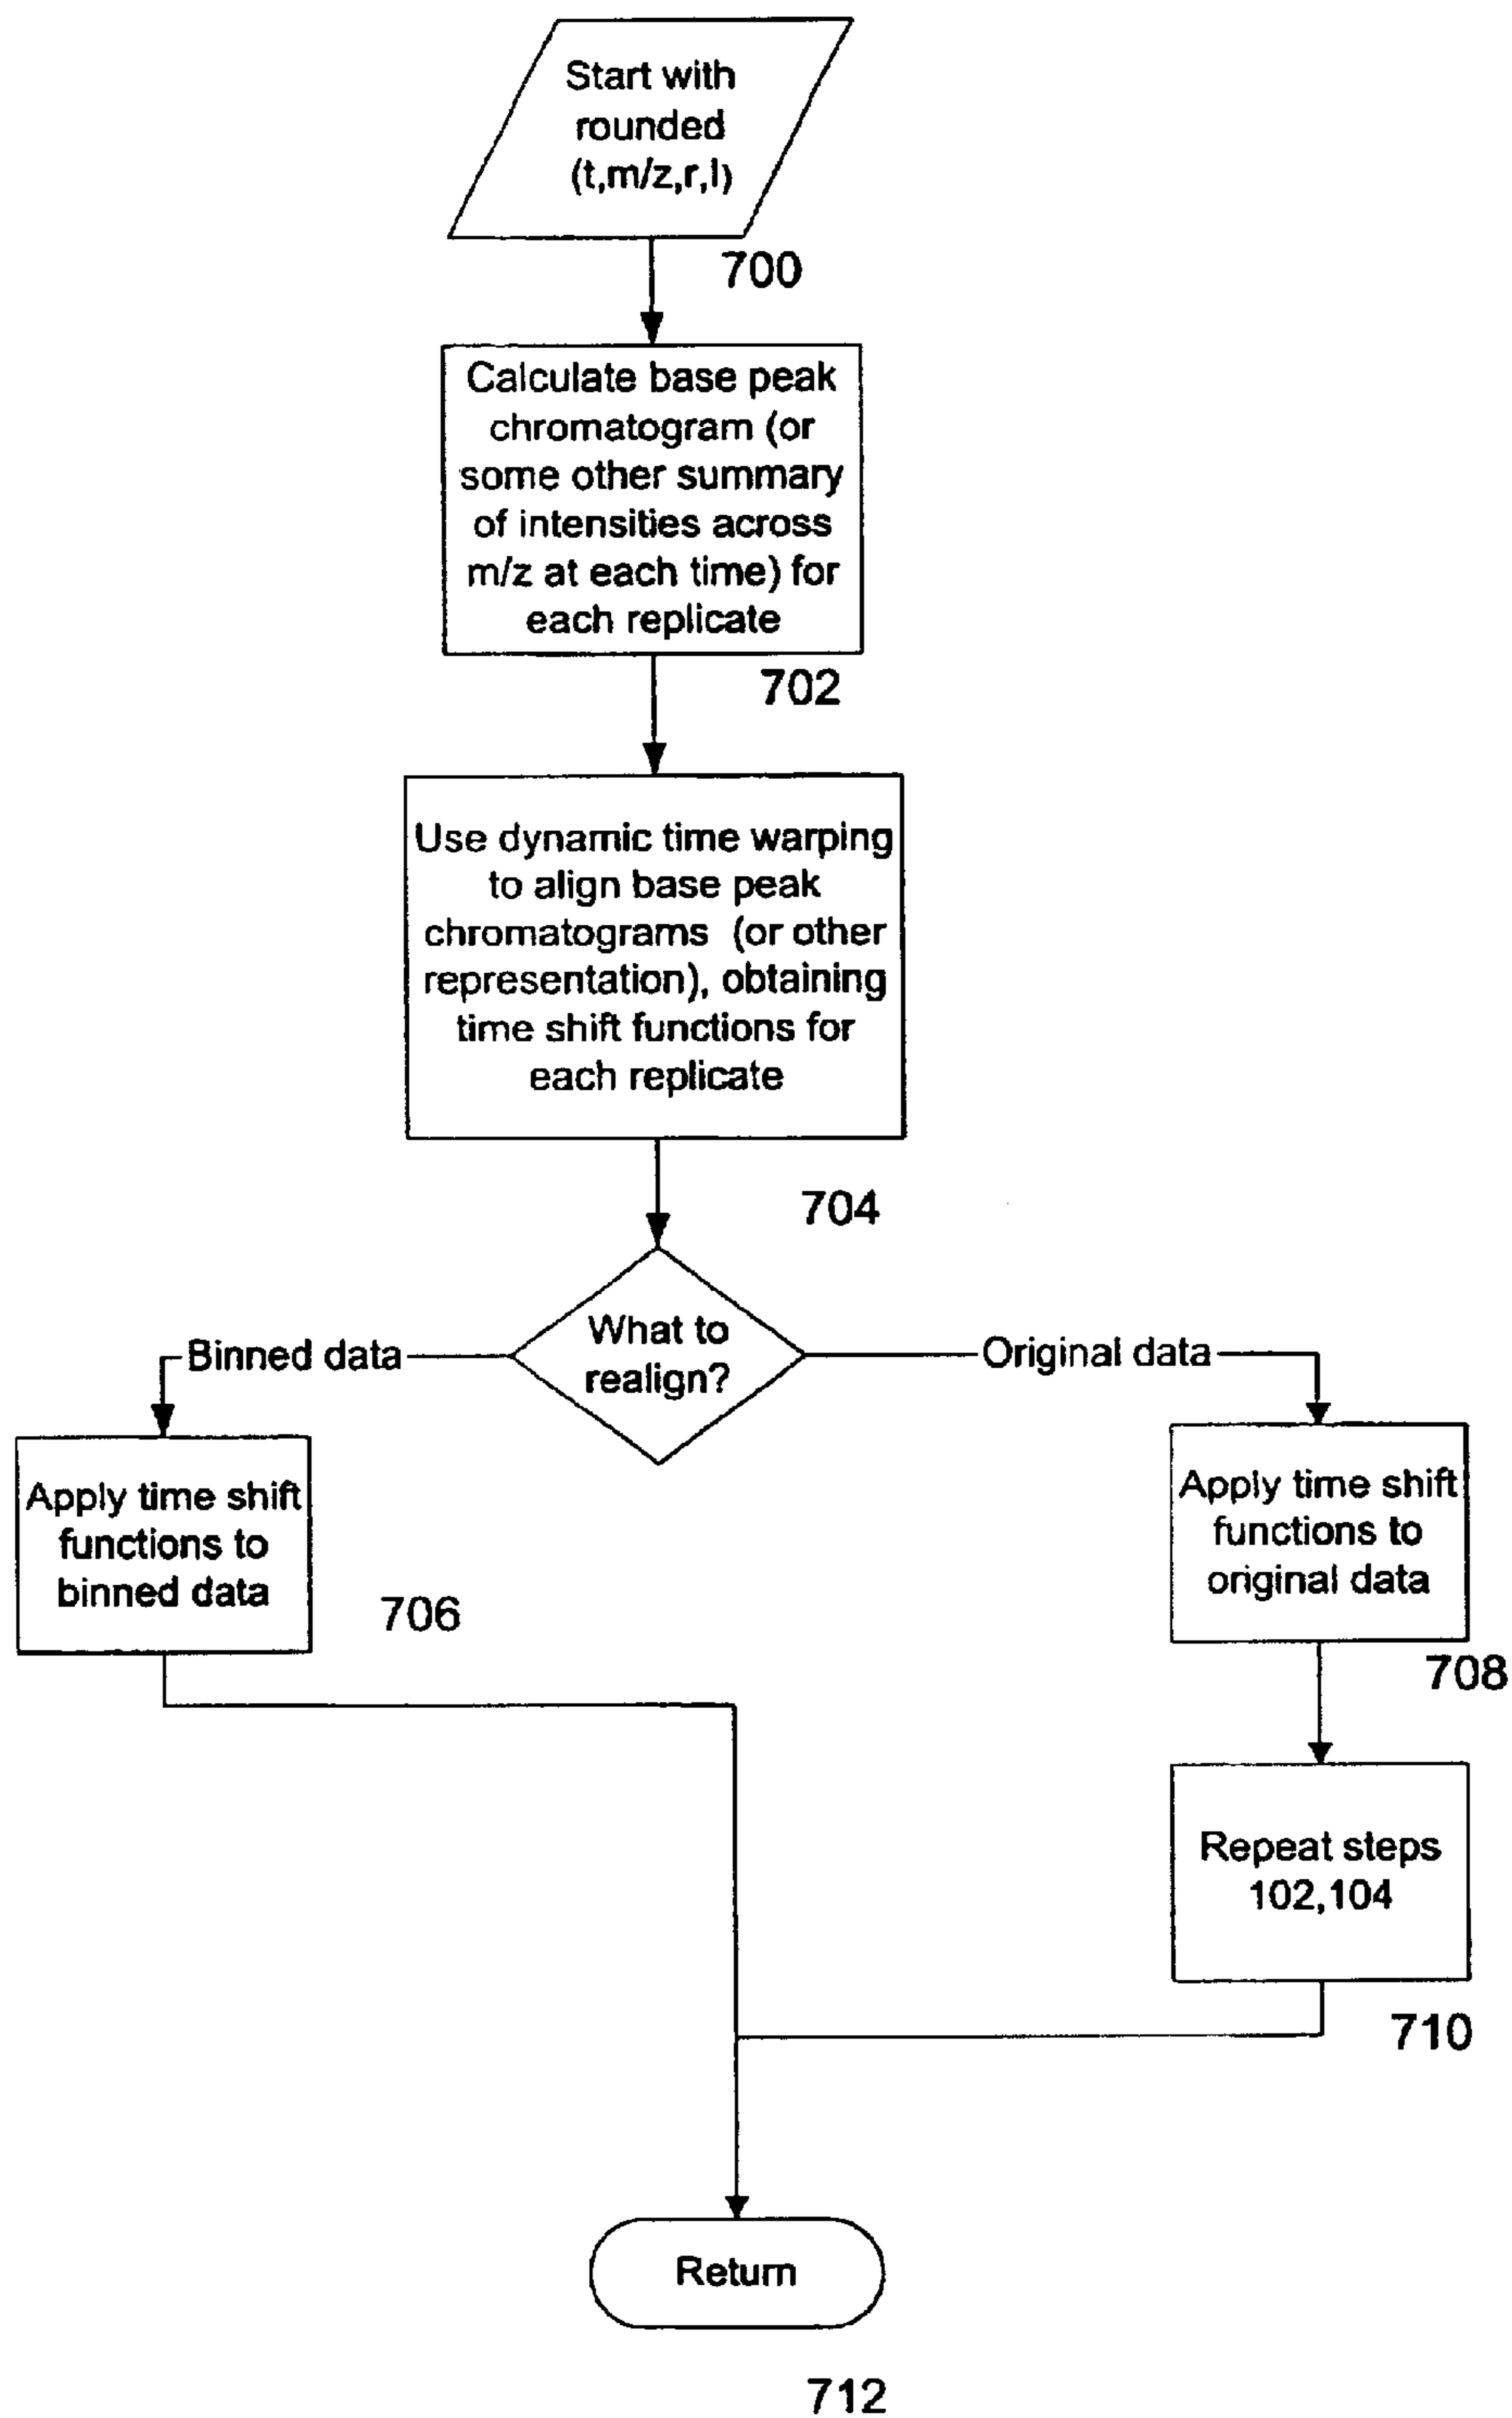 Start with
rounded
(t,m/z,r,I)
700
Calculate base peak
chromatogram (or
some other summary
of intensities across
m/z at each time) for
each replicate
702
Use dynamic time warping
to align base peak
chromatograms (or other
representation), obtaining
time shift functions for
each replicate
704
What to
realign?
Binned data
Original data
Apply time shift
functions to
binned data
706
Apply time shift
functions to
original data
708
Repeat steps
102,104
710
Return
712